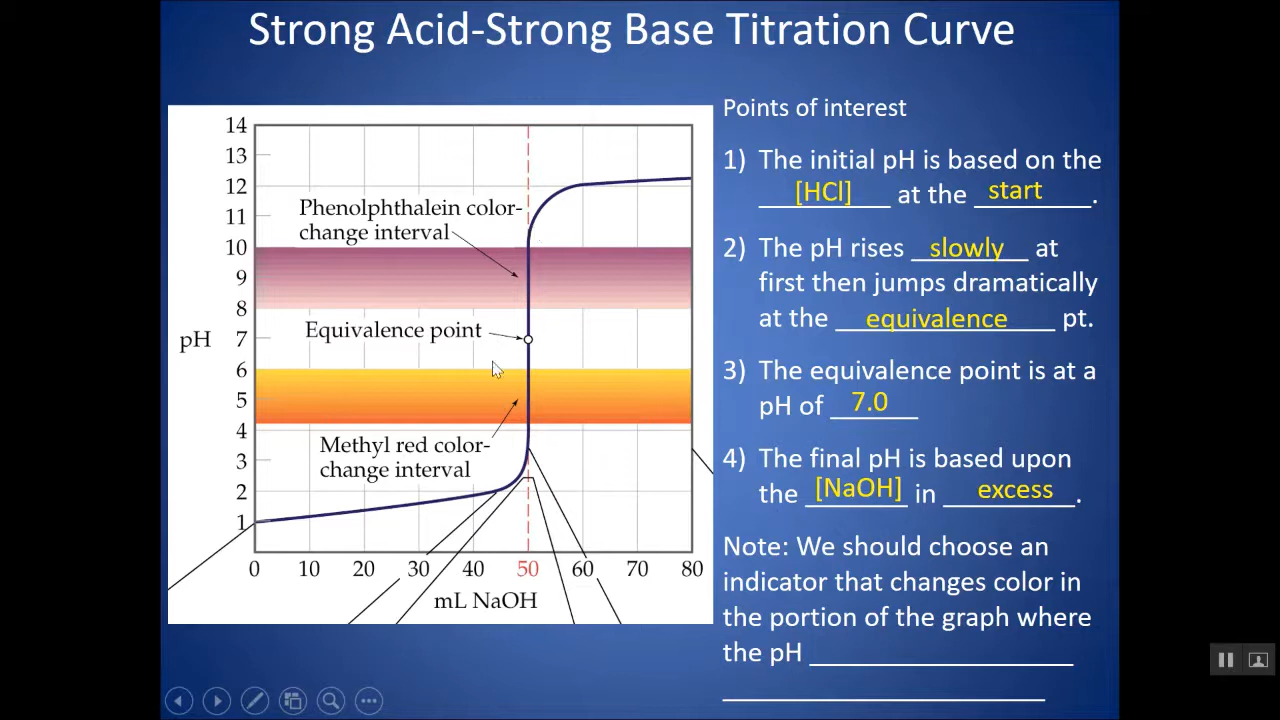 Strong Acid-Strong Base Titration Curve
14
13
12
11
10
9
8
7
6
5
4
3
2
1
pH
Phenolphthalein color-
change interval
Equivalence point
Methyl red color-
change interval
0 10 20 30 40 50 60 70 80
mL NaOH
Points of interest
1) The initial pH is based on the
[HCl] at the start.
2) The pH rises slowly at
first then jumps dramatically
at the equivalence pt.
3) The equivalence point is at a
pH of 7.0
4) The final pH is based upon
the [NaOH] in excess.
Note: We should choose an
indicator that changes color in
the portion of the graph where
the pH